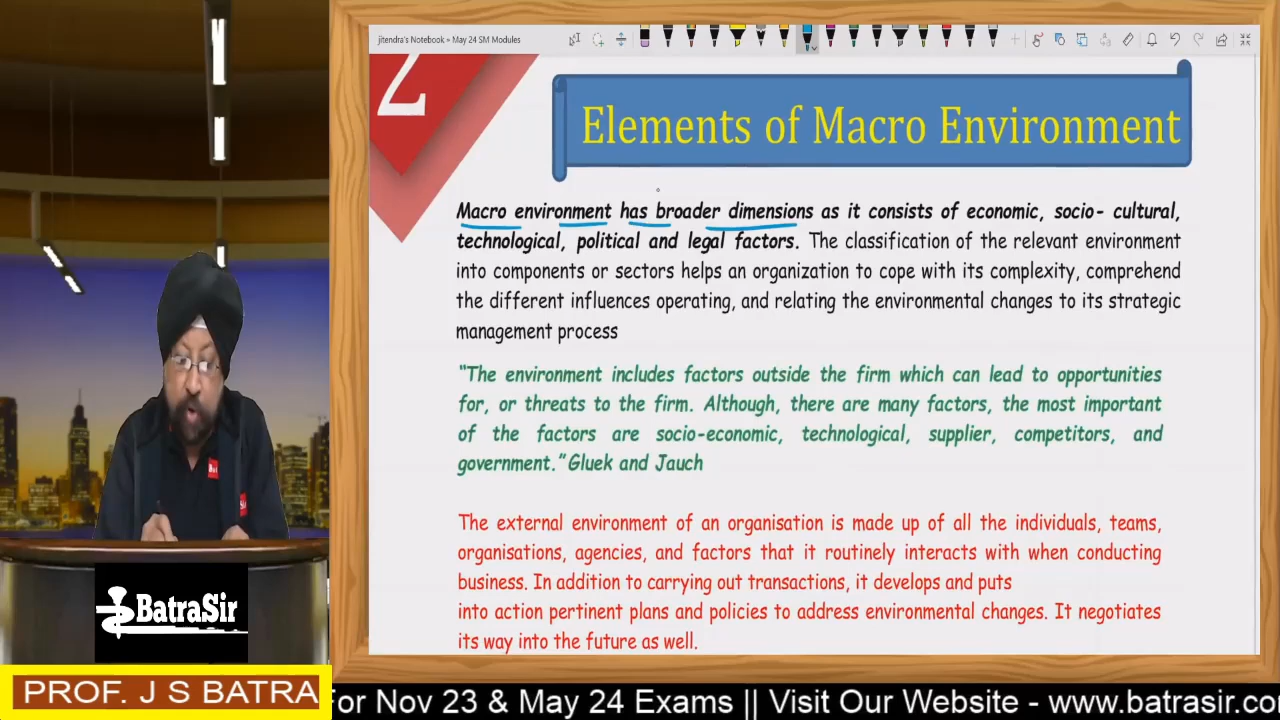 jitendra's Notebook » May 24 SM Modules
2
Elements of Macro Environment
Macro environment has broader dimensions as it consists of economic, socio- cultural,
technological, political and legal factors. The classification of the relevant environment
into components or sectors helps an organization to cope with its complexity, comprehend
the different influences operating, and relating the environmental changes to its strategic
management process
"The environment includes factors outside the firm which can lead to opportunities
for, or threats to the firm. Although, there are many factors, the most important
of the factors are socio-economic, technological, supplier, competitors, and
government." Gluek and Jauch
The external environment of an organisation is made up of all the individuals, teams,
organisations, agencies, and factors that it routinely interacts with when conducting
business. In addition to carrying out transactions, it develops and puts
into action pertinent plans and policies to address environmental changes. It negotiates
its way into the future as well.
BatraSir
PROF. J S BATRA
For Nov 23 & May 24 Exams || Visit Our Website - www.batrasir.co